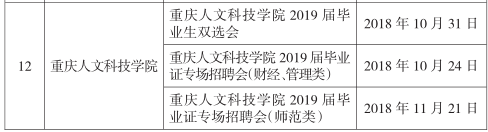 重庆人文科技学院 2019 届毕
业生双选会
2018 年 10 月 31 日
12
重庆人文科技学院
重庆人文科技学院 2019 届毕业
证专场招聘会(财经、管理类)
2018 年 10 月 24 日
重庆人文科技学院 2019 届毕
业证专场招聘会(师范类)
2018 年 11 月 21 日